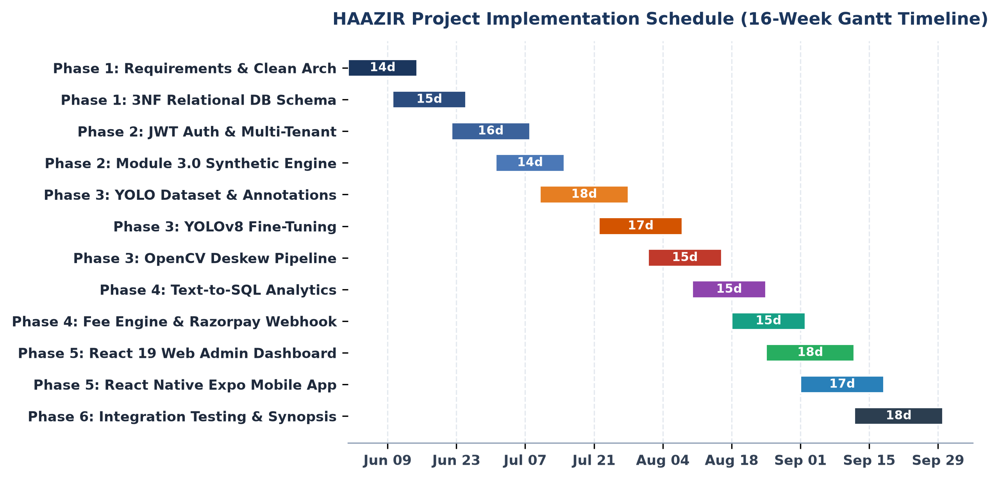 HAAZIR Project Implementation Schedule (16-Week Gantt Timeline)
Phase 1: Requirements & Clean Arch 14d
Phase 1: 3NF Relational DB Schema 15d
Phase 2: JWT Auth & Multi-Tenant 16d
Phase 2: Module 3.0 Synthetic Engine 14d
Phase 3: YOLO Dataset & Annotations 18d
Phase 3: YOLOv8 Fine-Tuning 17d
Phase 3: OpenCV Deskew Pipeline 15d
Phase 4: Text-to-SQL Analytics 15d
Phase 4: Fee Engine & Razorpay Webhook 15d
Phase 5: React 19 Web Admin Dashboard 18d
Phase 5: React Native Expo Mobile App 17d
Phase 6: Integration Testing & Synopsis 18d
Jun 09 Jun 23 Jul 07 Jul 21 Aug 04 Aug 18 Sep 01 Sep 15 Sep 29